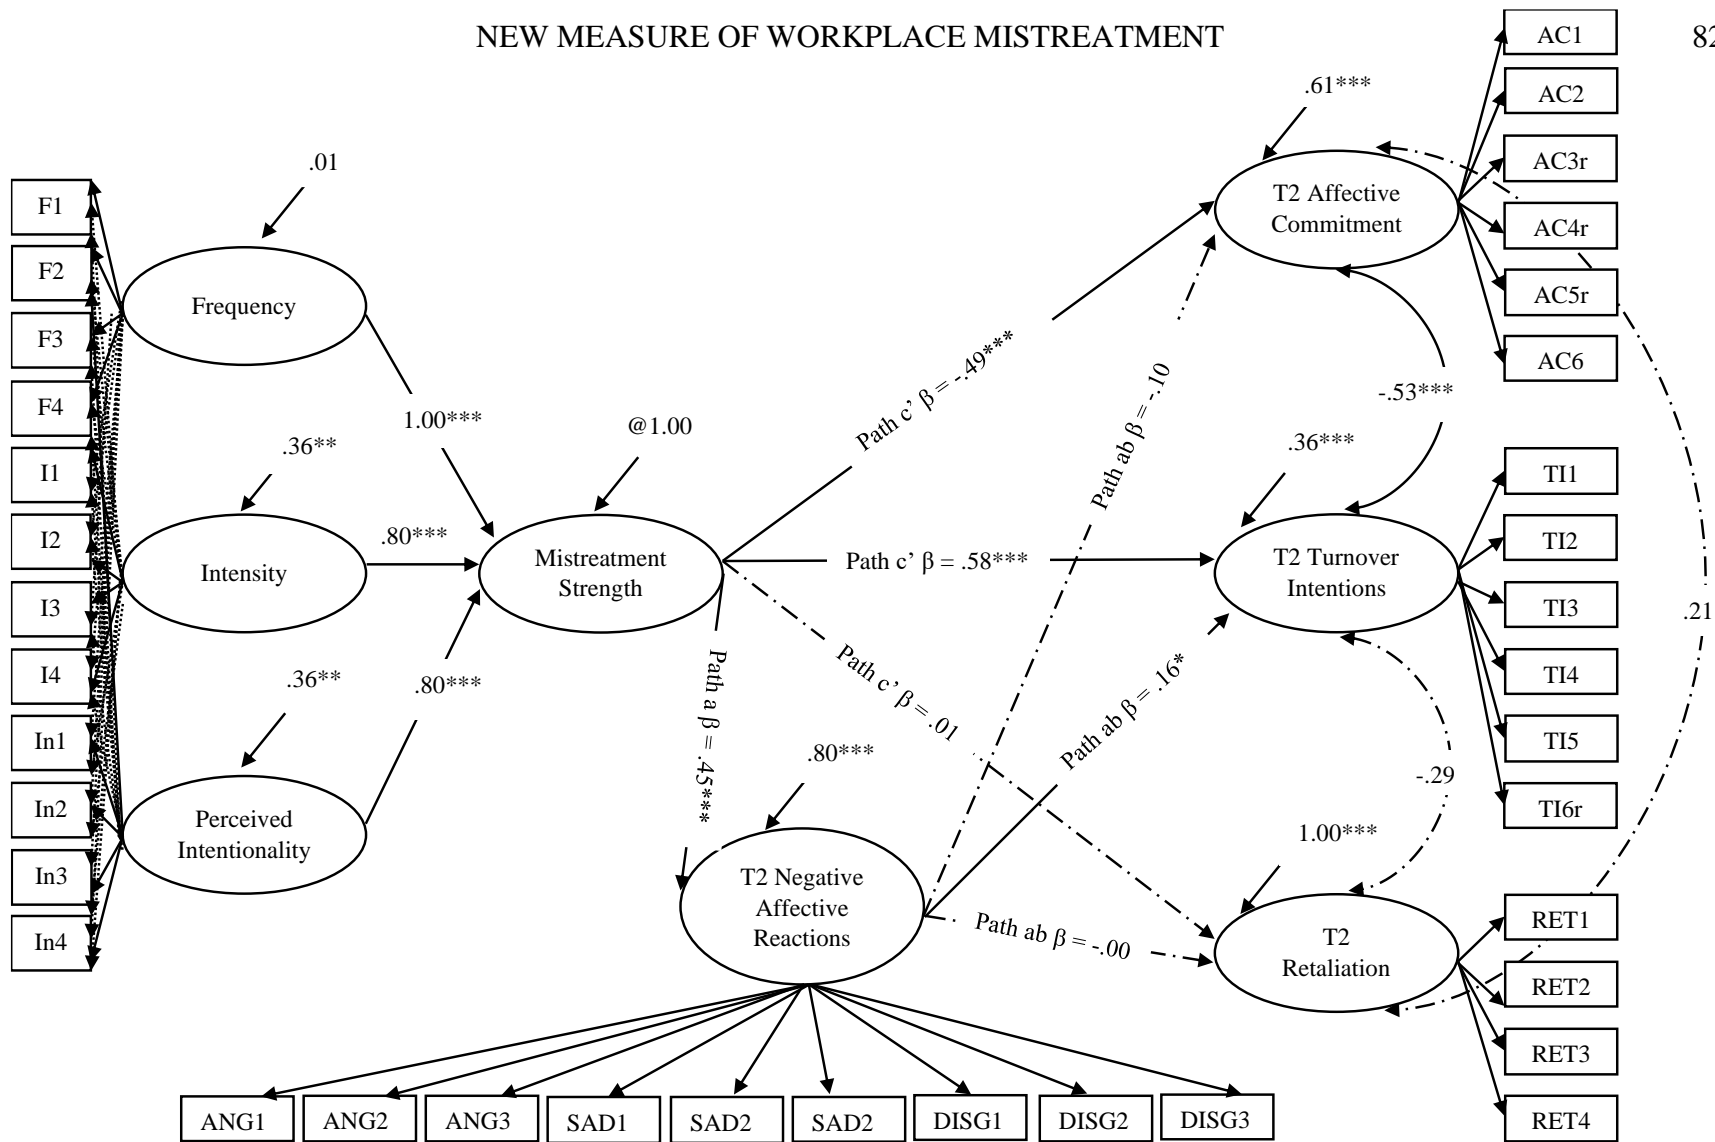 NEW MEASURE OF WORKPLACE MISTREATMENT
82
F1
F2
F3
F4
I1
I2
I3
I4
In1
In2
In3
In4
.01
Frequency
.36**
Intensity
.36**
Perceived
Intentionality
1.00***
.80***
.80***
@1.00
Mistreatment
Strength
Path c’ β = -.49***
Path c’ β = .58***
Path c’ β = .01
Path a β = .45***
Path ab β = -.10
Path ab β = .16*
Path ab β = -.00
.80***
T2 Negative
Affective
Reactions
ANG1
ANG2
ANG3
SAD1
SAD2
SAD2
DISG1
DISG2
DISG3
.61***
T2 Affective
Commitment
-.53***
.36***
T2 Turnover
Intentions
-.29
1.00***
T2
Retaliation
.21
AC1
AC2
AC3r
AC4r
AC5r
AC6
TI1
TI2
TI3
TI4
TI5
TI6r
RET1
RET2
RET3
RET4